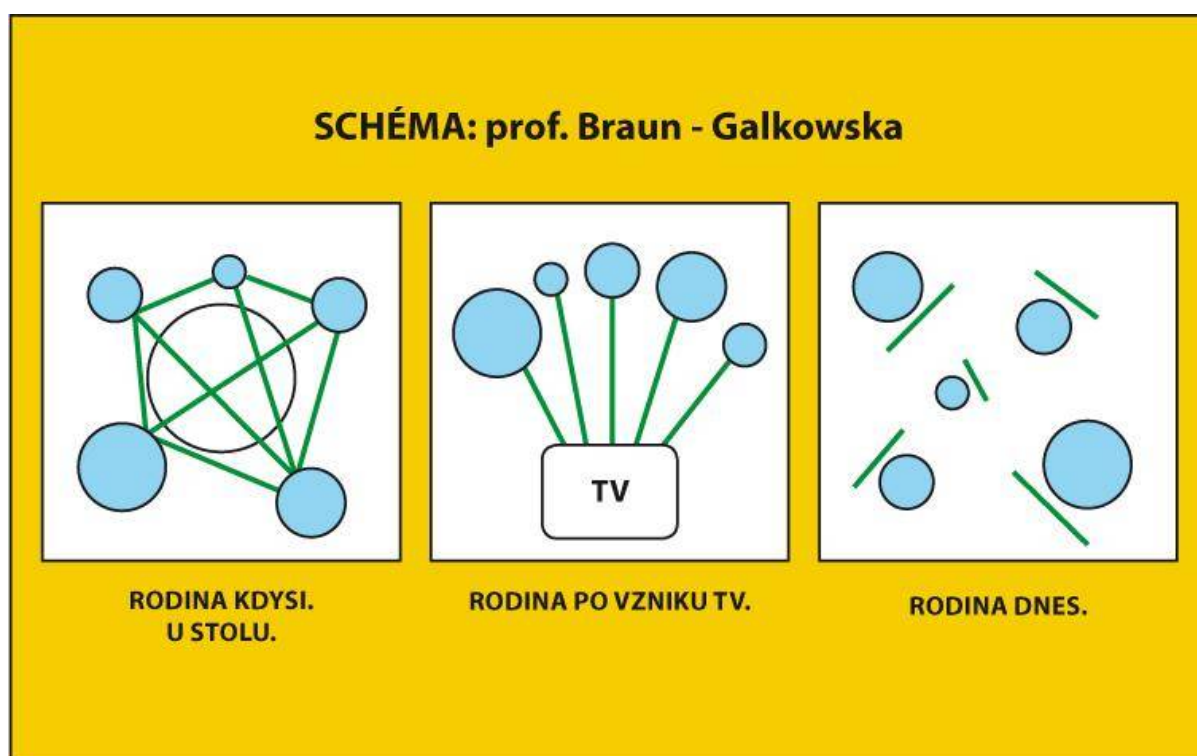 SCHÉMA: prof. Braun - Galkowska
TV
RODINA KDYSI.
U STOLU.
RODINA PO VZNIKU TV.
RODINA DNES.